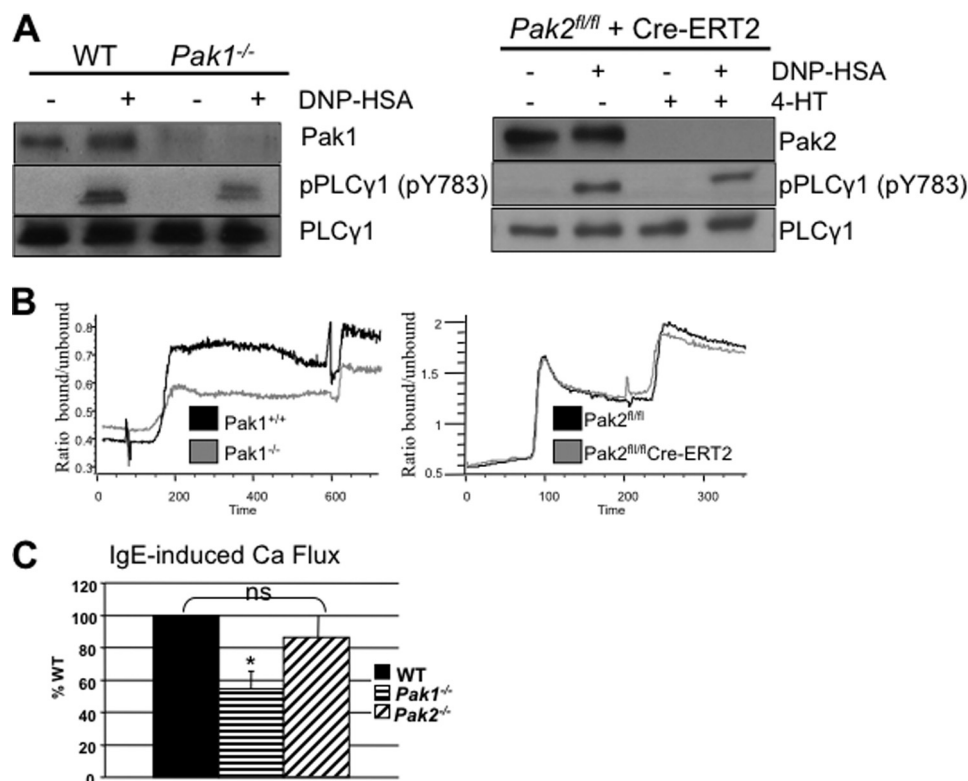 A
WT Pak1-/-
- + - + DNP-HSA
Pak1
pPLCγ1 (pY783)
PLCγ1
Pak2fl/fl + Cre-ERT2
- + - + DNP-HSA
- - + + 4-HT
Pak2
pPLCγ1 (pY783)
PLCγ1
B
Ratio bound/unbound
0.8
0.7
0.6
0.5
0.4
0.3
Pak1+/+
Pak1-/-
0 200 400 600
Time
Ratio bound/unbound
2
1.5
1
0.5
Pak2fl/fl
Pak2fl/flCre-ERT2
0 100 200 300
Time
C
IgE-induced Ca Flux
% WT
120
100
80
60
40
20
0
ns
*
WT
Pak1-/-
Pak2-/-